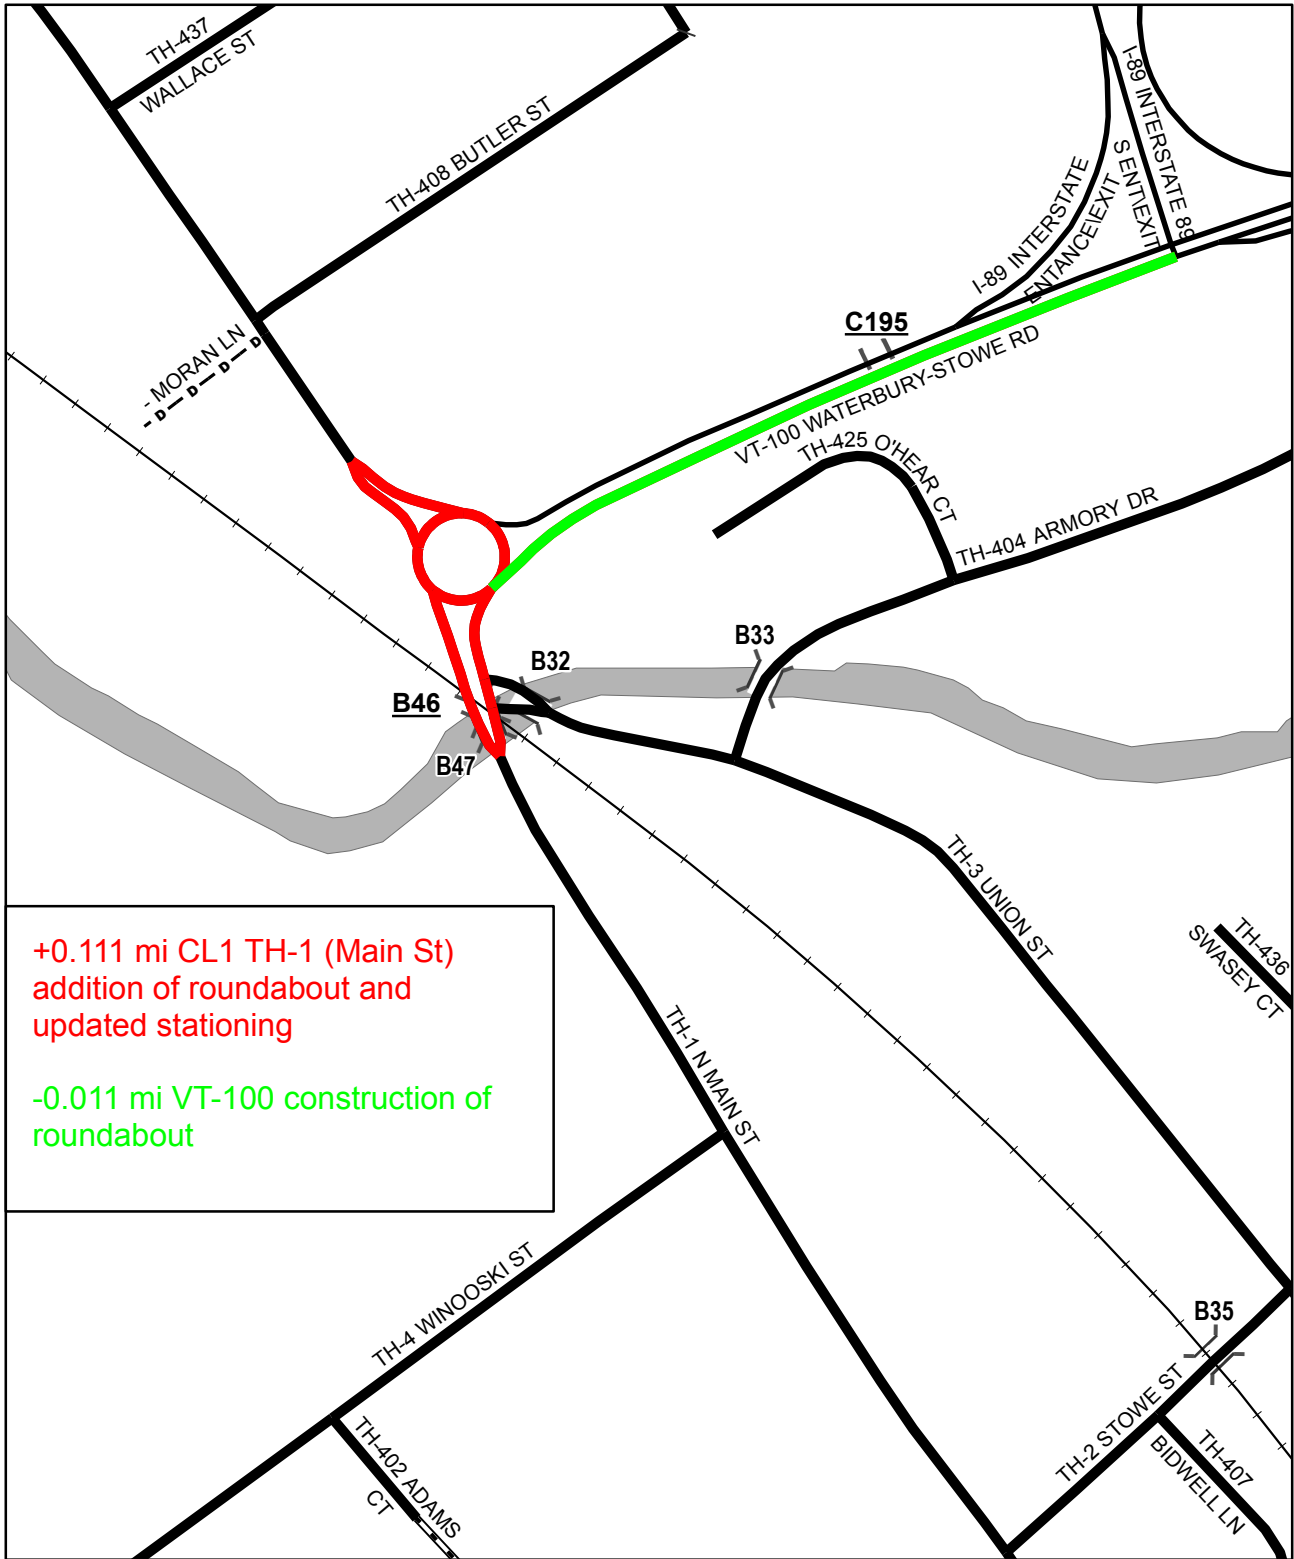 TH-437
WALLACE ST
TH-408 BUTLER ST
I-89 INTERSTATE 89
S ENT\EXIT
I-89 INTERSTATE
ENTANCE\EXIT
C195
- MORAN LN
D D D D
VT-100 WATERBURY-STOWE RD
TH-425 O'HEAR CT
TH-404 ARMORY DR
B33
B32
B46
B47
TH-3 UNION ST
TH-436
SWASEY CT
+0.111 mi CL1 TH-1 (Main St)
addition of roundabout and
updated stationing
-0.011 mi VT-100 construction of
roundabout
TH-1 N MAIN ST
TH-4 WINOOSKI ST
B35
TH-2 STOWE ST
TH-402 ADAMS
CT
TH-407
BIDWELL LN